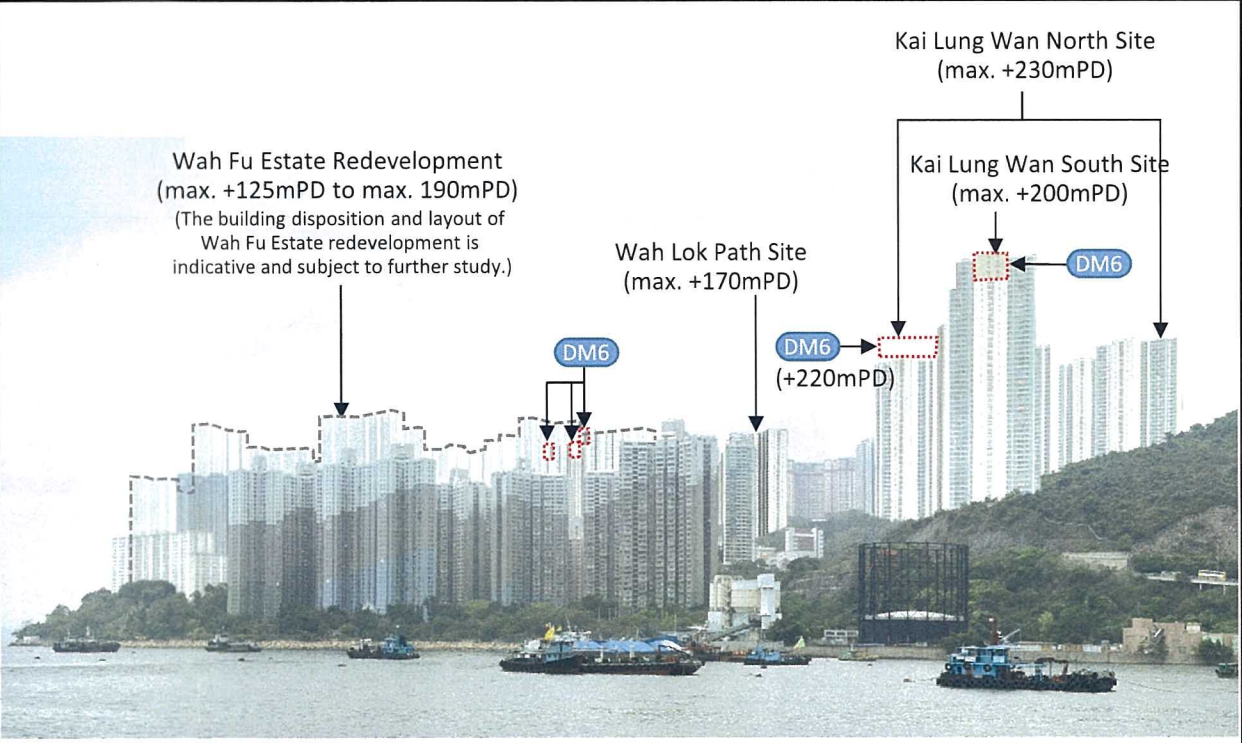 Kai Lung Wan North Site
(max. +230mPD)
Wah Fu Estate Redevelopment
(max. +125mPD to max. 190mPD)
(The building disposition and layout of
Wah Fu Estate redevelopment is
indicative and subject to further study.)
Kai Lung Wan South Site
(max. +200mPD)
Wah Lok Path Site
(max. +170mPD)
DM6
DM6
DM6
(+220mPD)